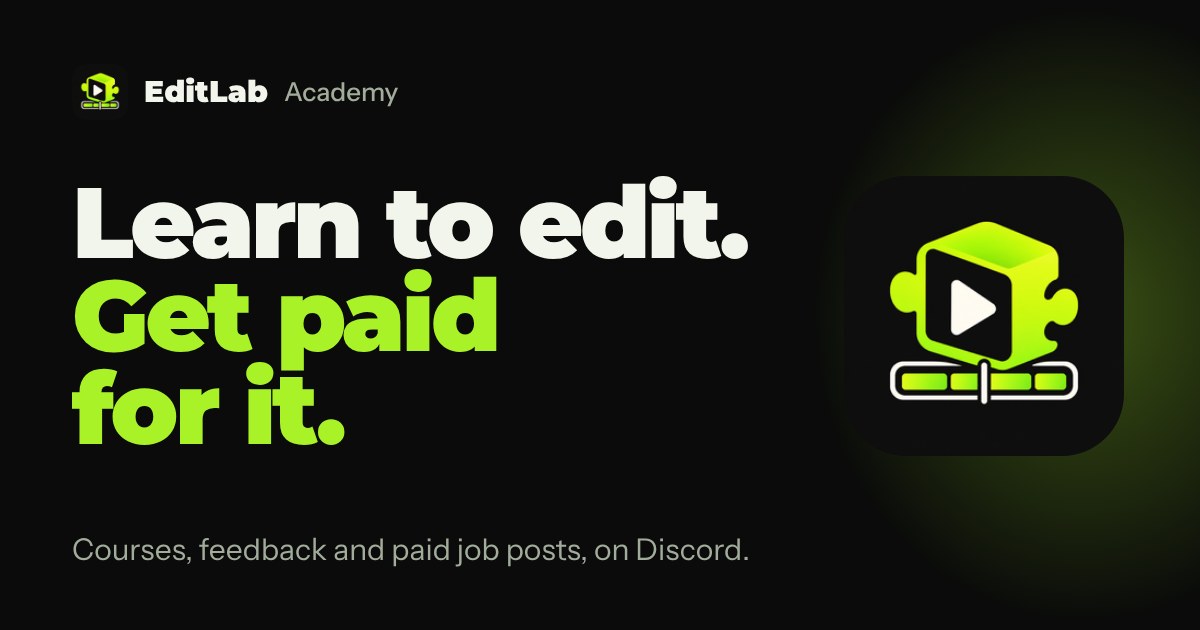 EditLab Academy
Learn to edit.
Get paid
for it.
Courses, feedback and paid job posts, on Discord.